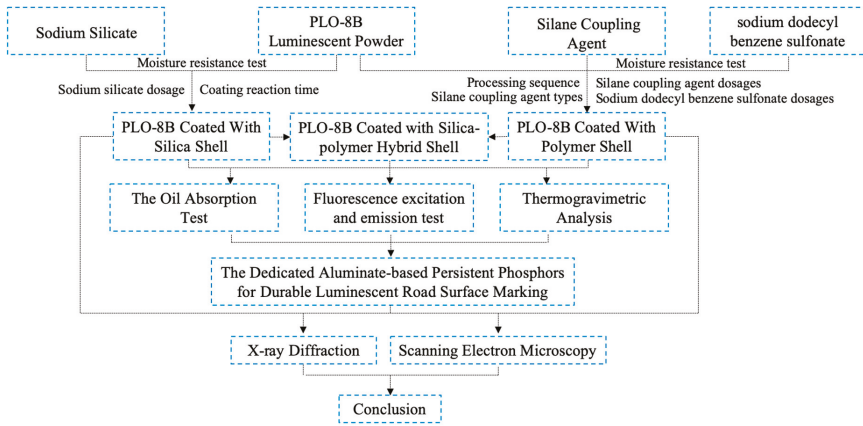 Sodium Silicate
PLO-8B
Luminescent Powder
Silane Coupling
Agent
sodium dodecyl
benzene sulfonate
Moisture resistance test
Moisture resistance test
Sodium silicate dosage
Coating reaction time
Processing sequence
Silane coupling agent types
Silane coupling agent dosages
Sodium dodecyl benzene sulfonate dosages
PLO-8B Coated With
Silica Shell
PLO-8B Coated with Silica-
polymer Hybrid Shell
PLO-8B Coated With
Polymer Shell
The Oil Absorption
Test
Fluorescence excitation
and emission test
Thermogravimetric
Analysis
The Dedicated Aluminate-based Persistent Phosphors
for Durable Luminescent Road Surface Marking
X-ray Diffraction
Scanning Electron Microscopy
Conclusion